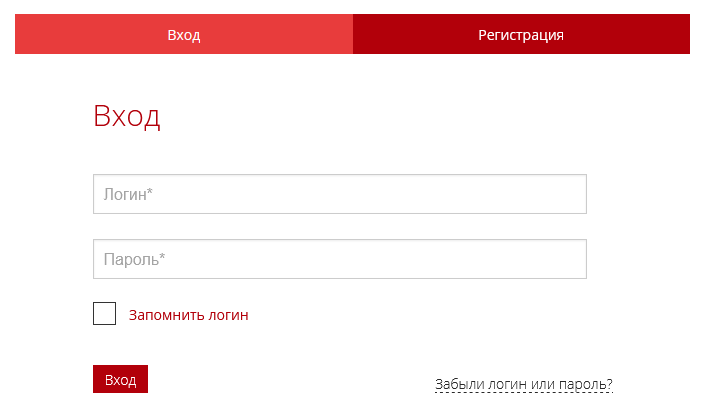 Вход
Регистрация
Вход
Логин*
Пароль*
Запомнить логин
Вход
Забыли логин или пароль?